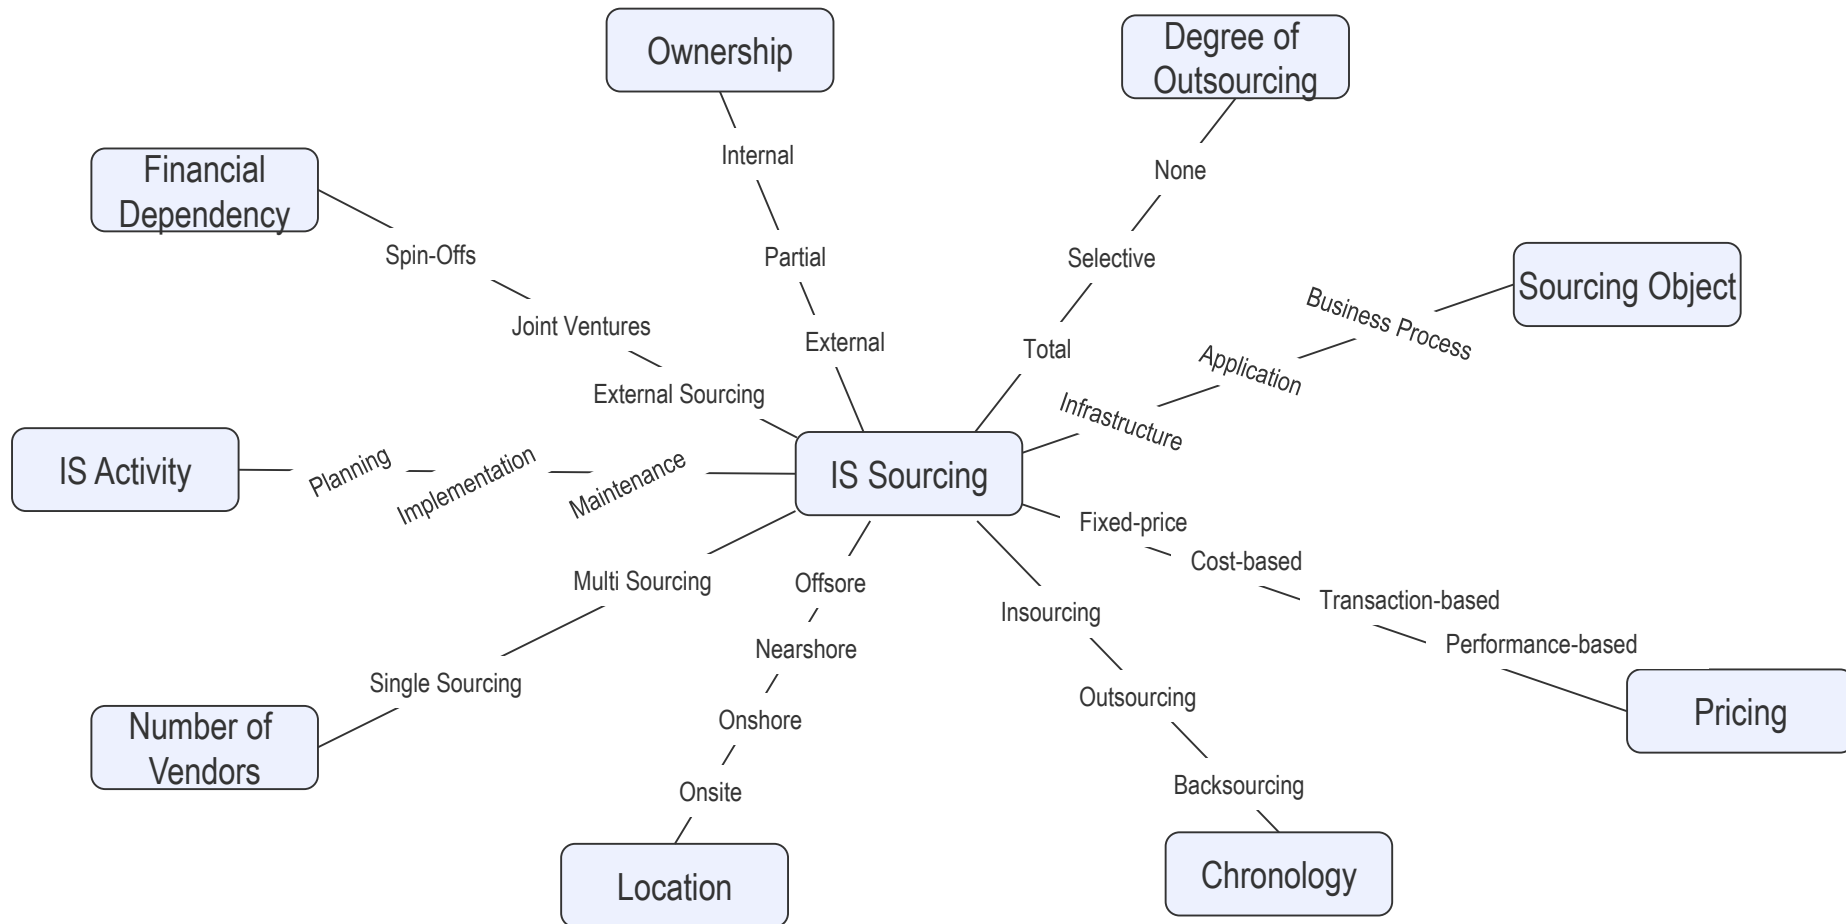 Ownership
Degree of
Outsourcing
Internal
None
Financial
Dependency
Spin-Offs
Partial
Selective
Sourcing Object
Business Process
Joint Ventures
External
Total
Application
External Sourcing
Infrastructure
IS Activity
Planning
Implementation
Maintenance
IS Sourcing
Fixed-price
Cost-based
Transaction-based
Performance-based
Pricing
Multi Sourcing
Offsore
Insourcing
Nearshore
Single Sourcing
Outsourcing
Number of
Vendors
Onshore
Onsite
Backsourcing
Location
Chronology